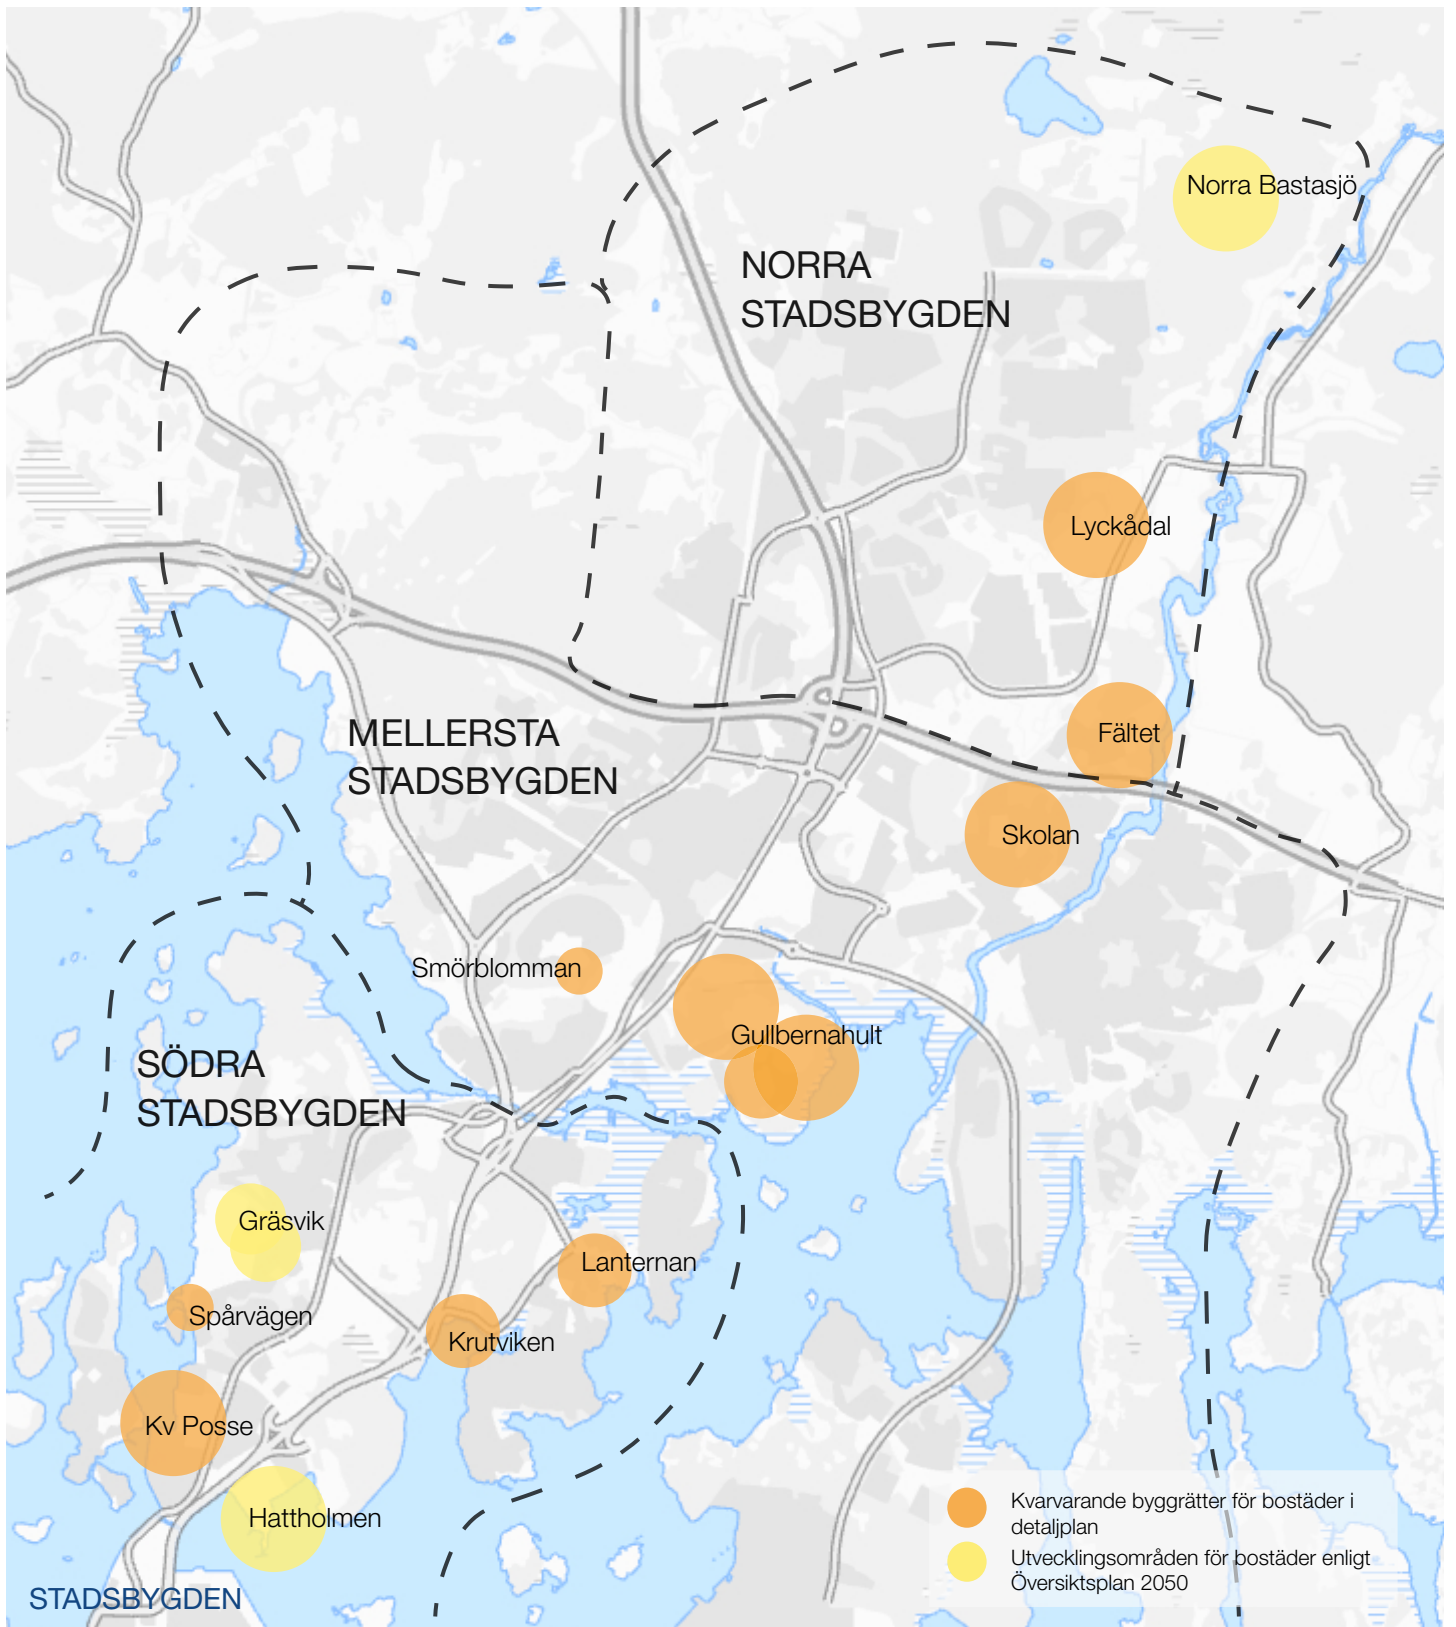 Norra Bastasjö
NORRA
STADSBYGDEN
Lyckådal
MELLERSTA
STADSBYGDEN
Fältet
Skolan
Smörblomman
Gullbernahult
SÖDRA
STADSBYGDEN
Gräsvik
Lanternan
Spårvägen
Krutviken
Kv Posse
Hattholmen
Kvarvarande byggrätter för bostäder i
detaljplan
Utvecklingsområden för bostäder enligt
Översiktsplan 2050
STADSBYGDEN